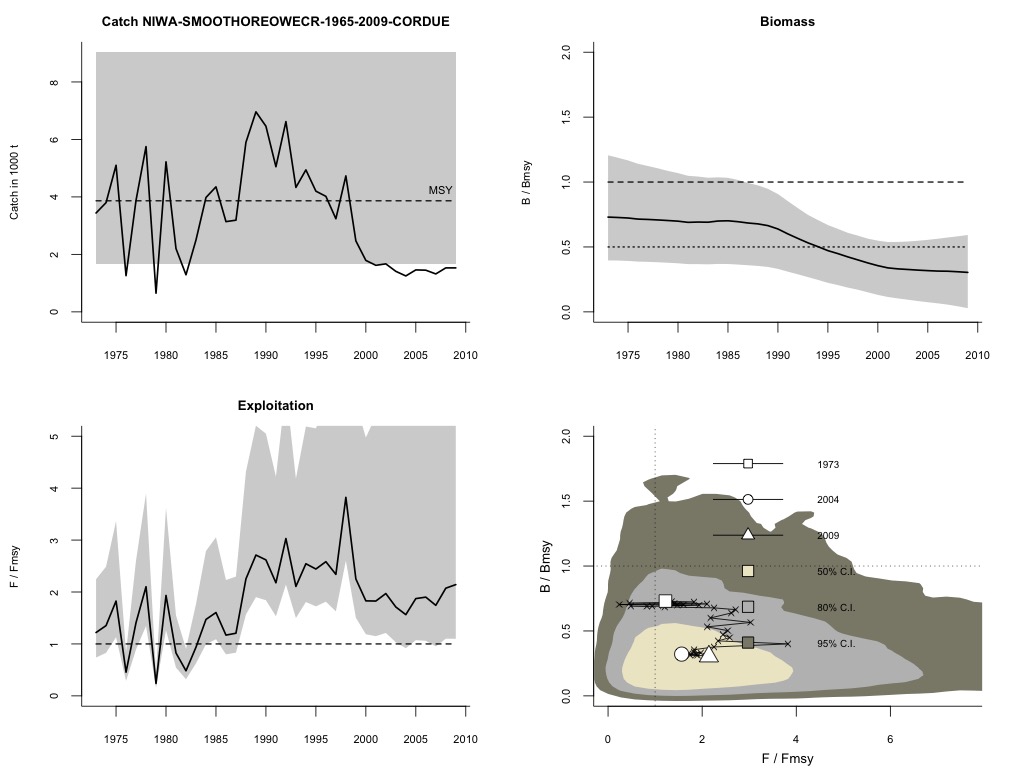 Catch NIWA-SMOOTHOREOWECR-1965-2009-CORDUE
Catch in 1000 t
8
6
4
2
0
MSY
1975 1980 1985 1990 1995 2000 2005 2010
Biomass
B / Bmsy
2.0
1.5
1.0
0.5
0.0
1975 1980 1985 1990 1995 2000 2005 2010
Exploitation
F / Fmsy
5
4
3
2
1
0
1975 1980 1985 1990 1995 2000 2005 2010
B / Bmsy
2.0
1.5
1.0
0.5
0.0
1973
2004
2009
50% C.I.
80% C.I.
95% C.I.
0 2 4 6
F / Fmsy